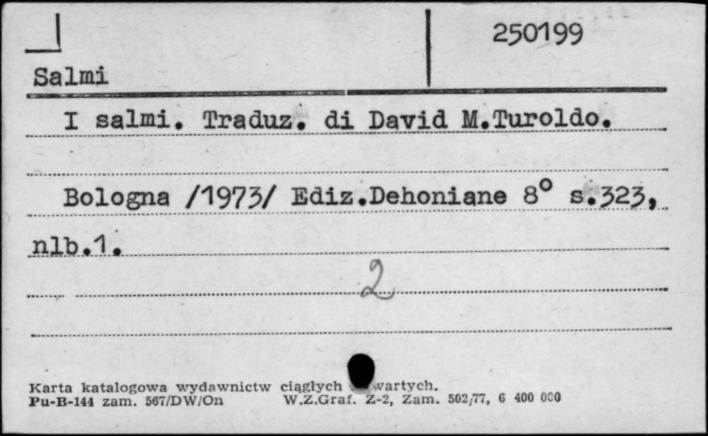 250199
Salmi
I salmi. Traduz. di David M.Turoldo.
Bologna /1973/ Ediz.Dehoniane 8° s.323,
nlb.1.
2
Karta katalogowa wydawnictw ciągłych wartych.
Pu-B-144 zam. 567/DW/On W.Z.Graf. Z-2, Zam. 502/77, 6 400 000